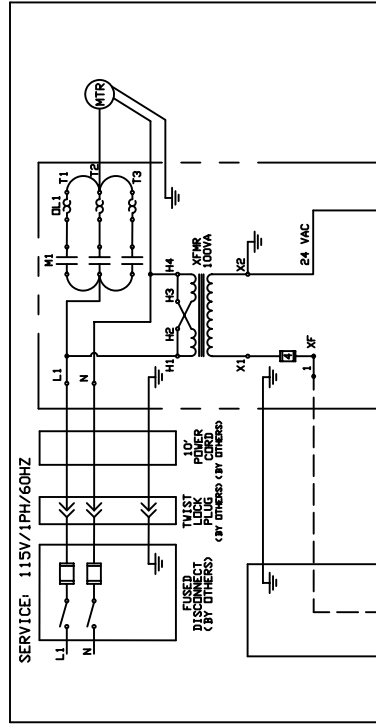 SERVICE: 115V/1PH/60HZ
L1
N
FUSED
DISCONNECT
(BY OTHERS)
TWIST
LOCK
PLUG
(BY OTHERS)
10'
POWER
CORD
(BY OTHERS)
L1
N
M1
OL1
T1
T2
T3
MTR
H1
H2
H3
H4
XFMR
100VA
X1
X2
4
1
XF
24 VAC